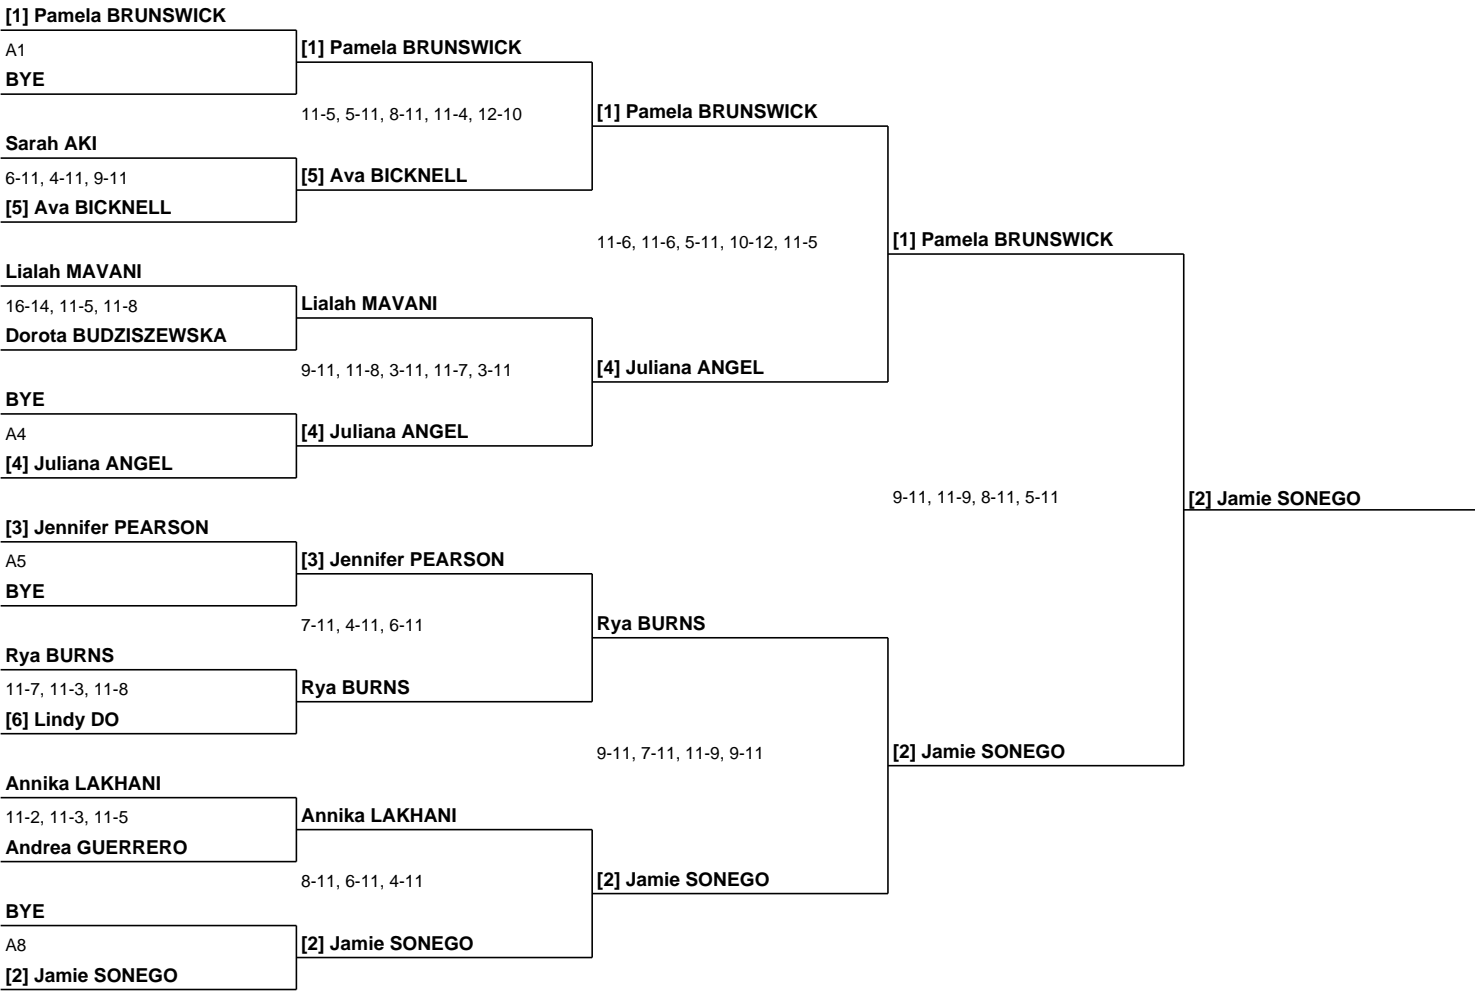 [1] Pamela BRUNSWICK
A1
BYE
Sarah AKI
6-11, 4-11, 9-11
[5] Ava BICKNELL
Lialah MAVANI
16-14, 11-5, 11-8
Dorota BUDZISZEWSKA
BYE
A4
[4] Juliana ANGEL
[3] Jennifer PEARSON
A5
BYE
Rya BURNS
11-7, 11-3, 11-8
[6] Lindy DO
Annika LAKHANI
11-2, 11-3, 11-5
Andrea GUERRERO
BYE
A8
[2] Jamie SONEGO
[1] Pamela BRUNSWICK
11-5, 5-11, 8-11, 11-4, 12-10
[5] Ava BICKNELL
Lialah MAVANI
9-11, 11-8, 3-11, 11-7, 3-11
[4] Juliana ANGEL
[3] Jennifer PEARSON
7-11, 4-11, 6-11
Rya BURNS
Annika LAKHANI
8-11, 6-11, 4-11
[2] Jamie SONEGO
[1] Pamela BRUNSWICK
11-6, 11-6, 5-11, 10-12, 11-5
[4] Juliana ANGEL
Rya BURNS
9-11, 7-11, 11-9, 9-11
[2] Jamie SONEGO
[1] Pamela BRUNSWICK
9-11, 11-9, 8-11, 5-11
[2] Jamie SONEGO
[2] Jamie SONEGO